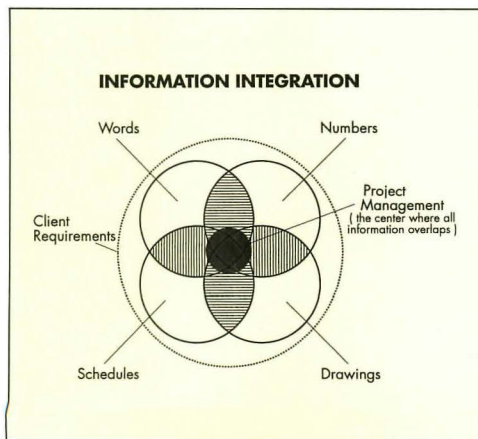 INFORMATION INTEGRATION
Words
Numbers
Client
Requirements
Project
Management
( the center where all
information overlaps )
Schedules
Drawings